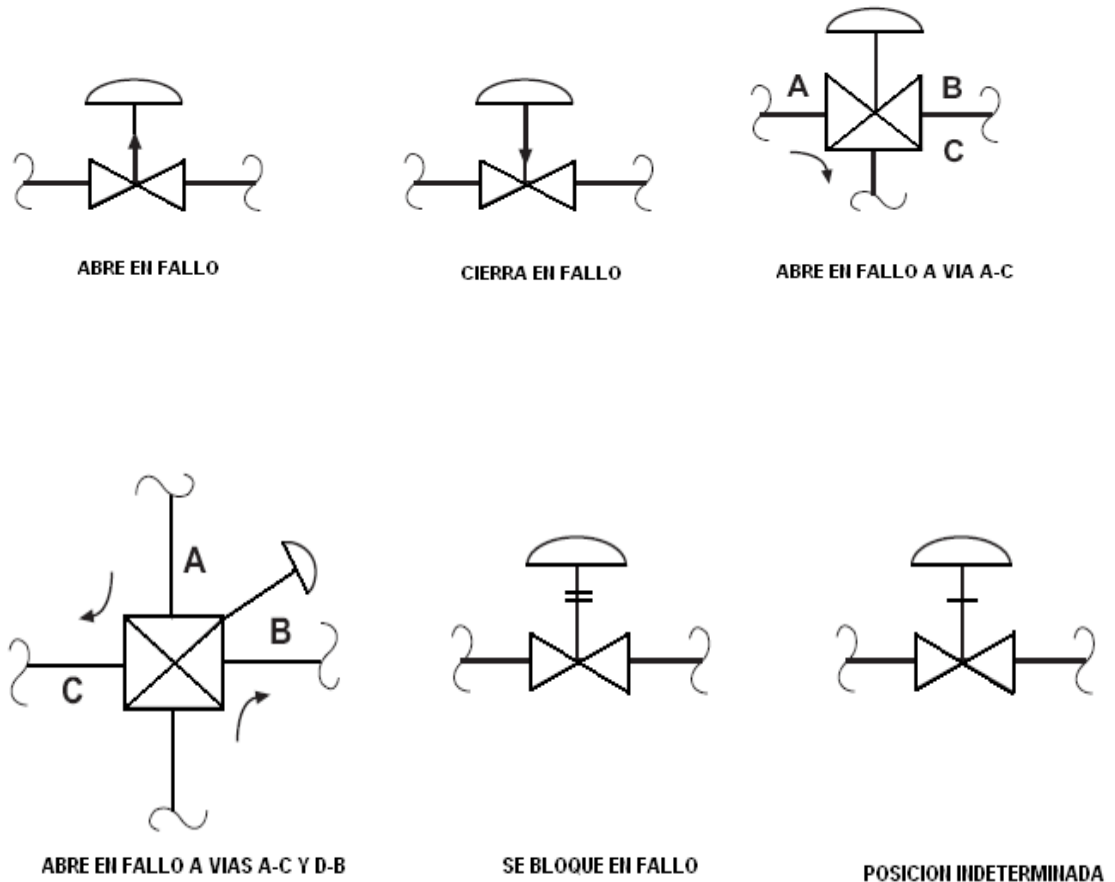 A
B
C
ABRE EN FALLO
CIERRA EN FALLO
ABRE EN FALLO A VIA A-C
A
B
C
ABRE EN FALLO A VIAS A-C Y D-B
SE BLOQUE EN FALLO
POSICION INDETERMINADA